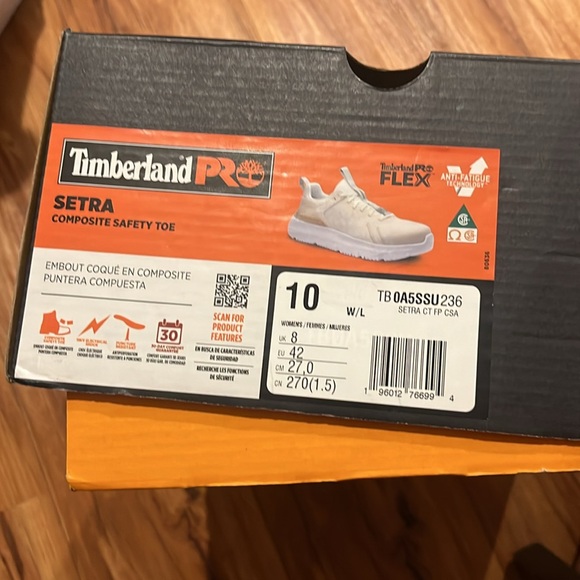 Timberland PRO
SETRA
COMPOSITE SAFETY TOE
Timberland PRO
FLEX
ANTI-FATIGUE
TECHNOLOGY
EMBOUT COQUÉ EN COMPOSITE
PUNTERA COMPUESTA
SCAN FOR
PRODUCT
FEATURES
EN BUSCA DE CARACTERÍSTICAS
DE SEGURIDAD
RECHERCHE LES FONCTIONS
DE SÉCURITÉ
30
10 W/L
TB 0A5SSU 236
SETRA CT FP CSA
WOMEN'S / FEMMES / MUJERES
UK 8
EU 42
CM 27,0
CN 270(1.5)
1 96012 76699 4